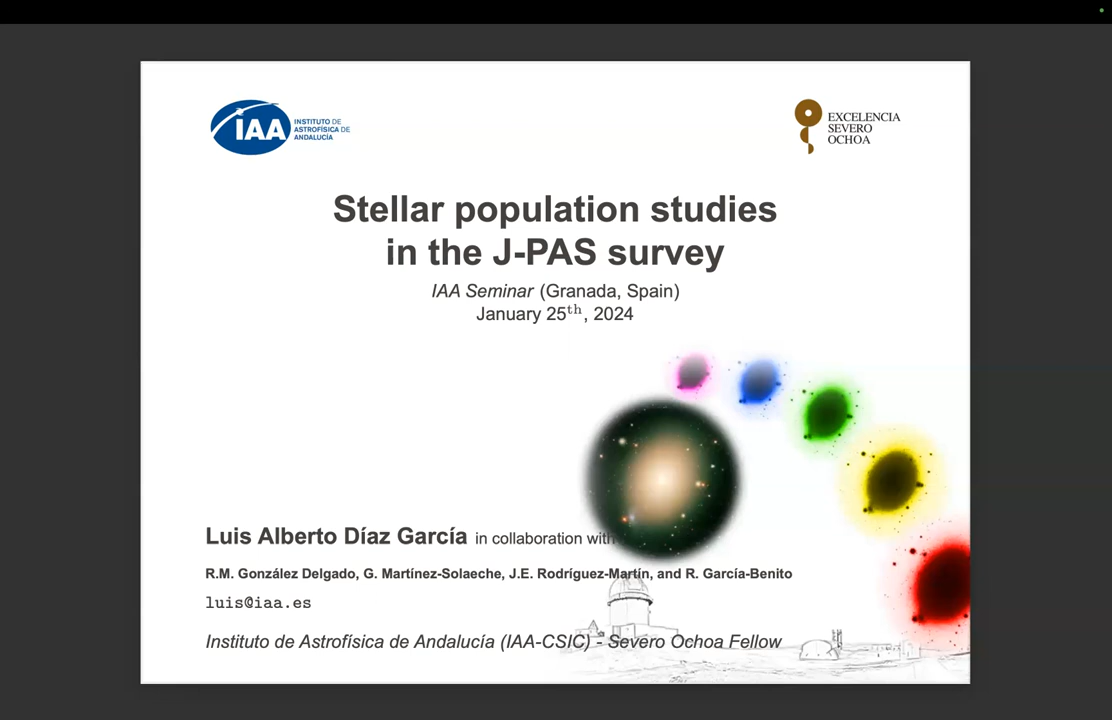 IAA
INSTITUTO DE
ASTROFÍSICA DE
ANDALUCÍA
EXCELENCIA
SEVERO
OCHOA
Stellar population studies
in the J-PAS survey
IAA Seminar (Granada, Spain)
January 25th, 2024
Luis Alberto Díaz García in collaboration with
R.M. González Delgado, G. Martínez-Solaeche, J.E. Rodríguez-Martín, and R. García-Benito
luis@iaa.es
Instituto de Astrofísica de Andalucía (IAA-CSIC) - Severo Ochoa Fellow